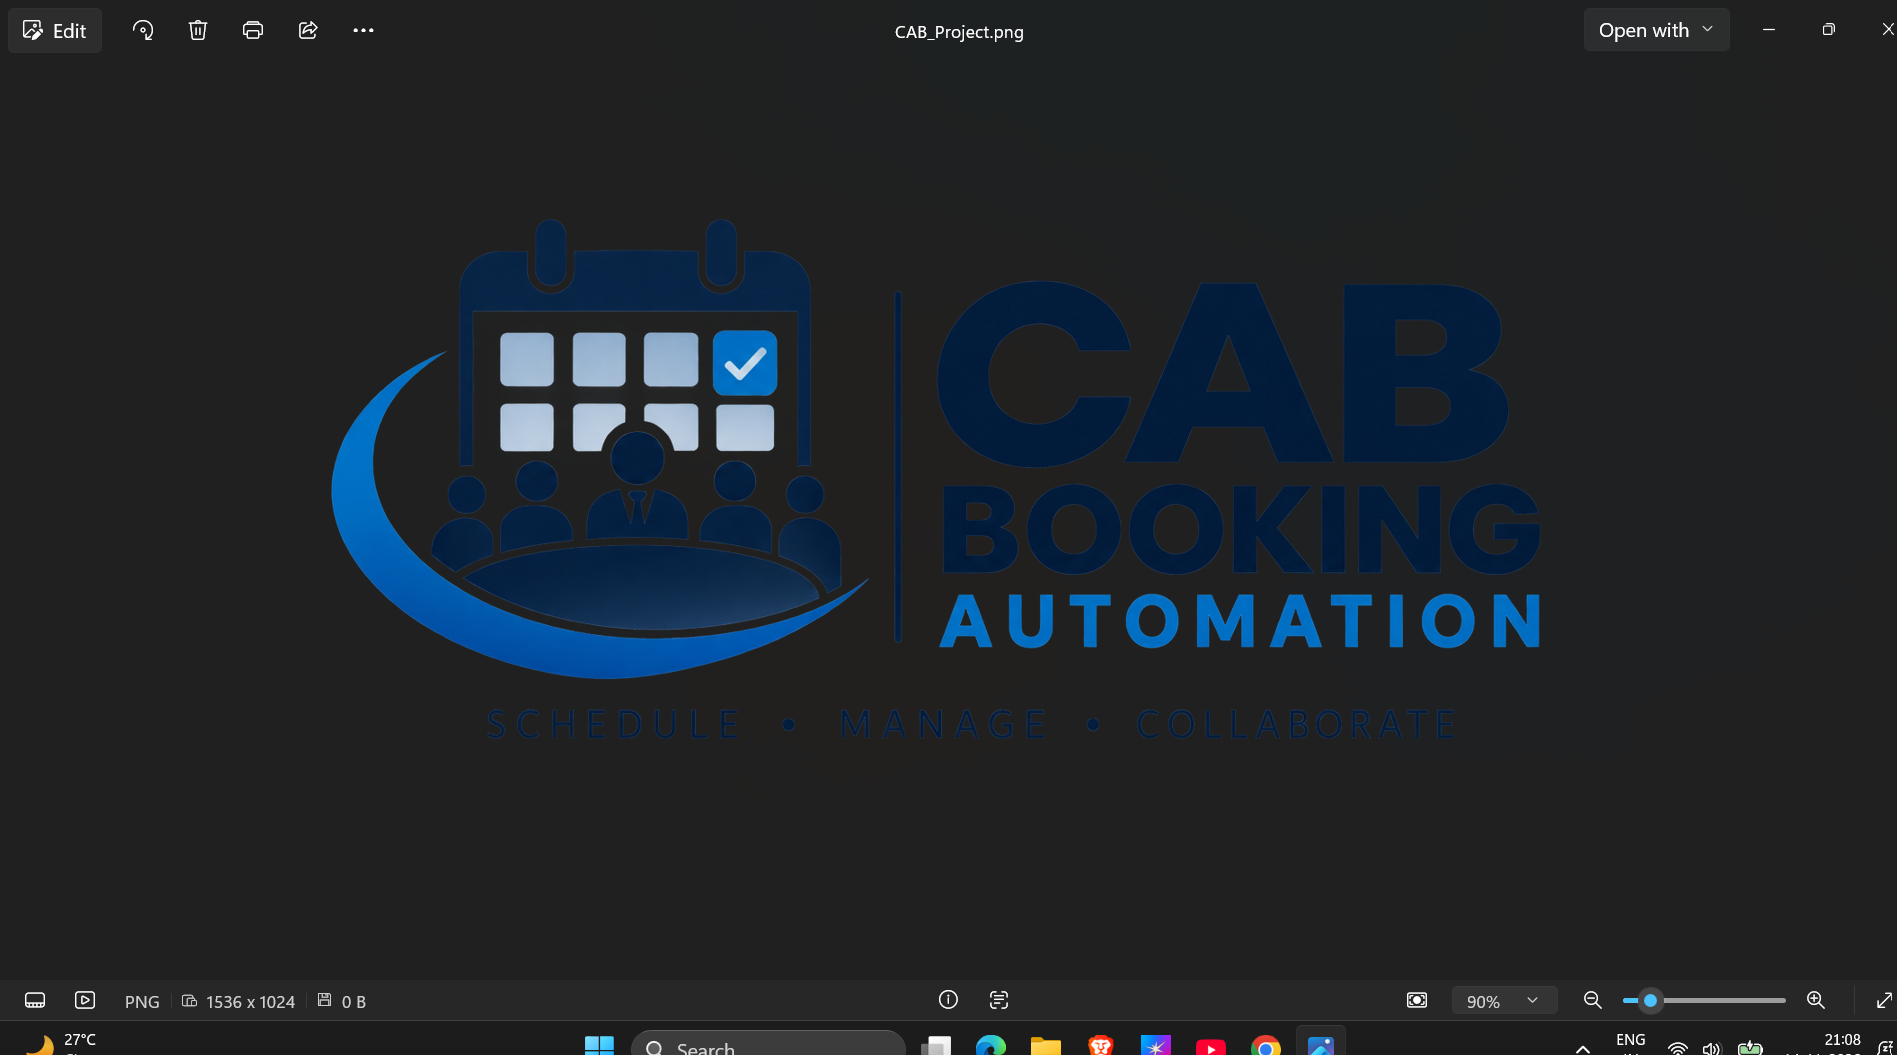 Edit
CAB_Project.png
Open with
CAB
BOOKING
AUTOMATION
SCHEDULE • MANAGE • COLLABORATE
PNG 1536 x 1024 0 B
90%
27°C
Search
ENG
21:08